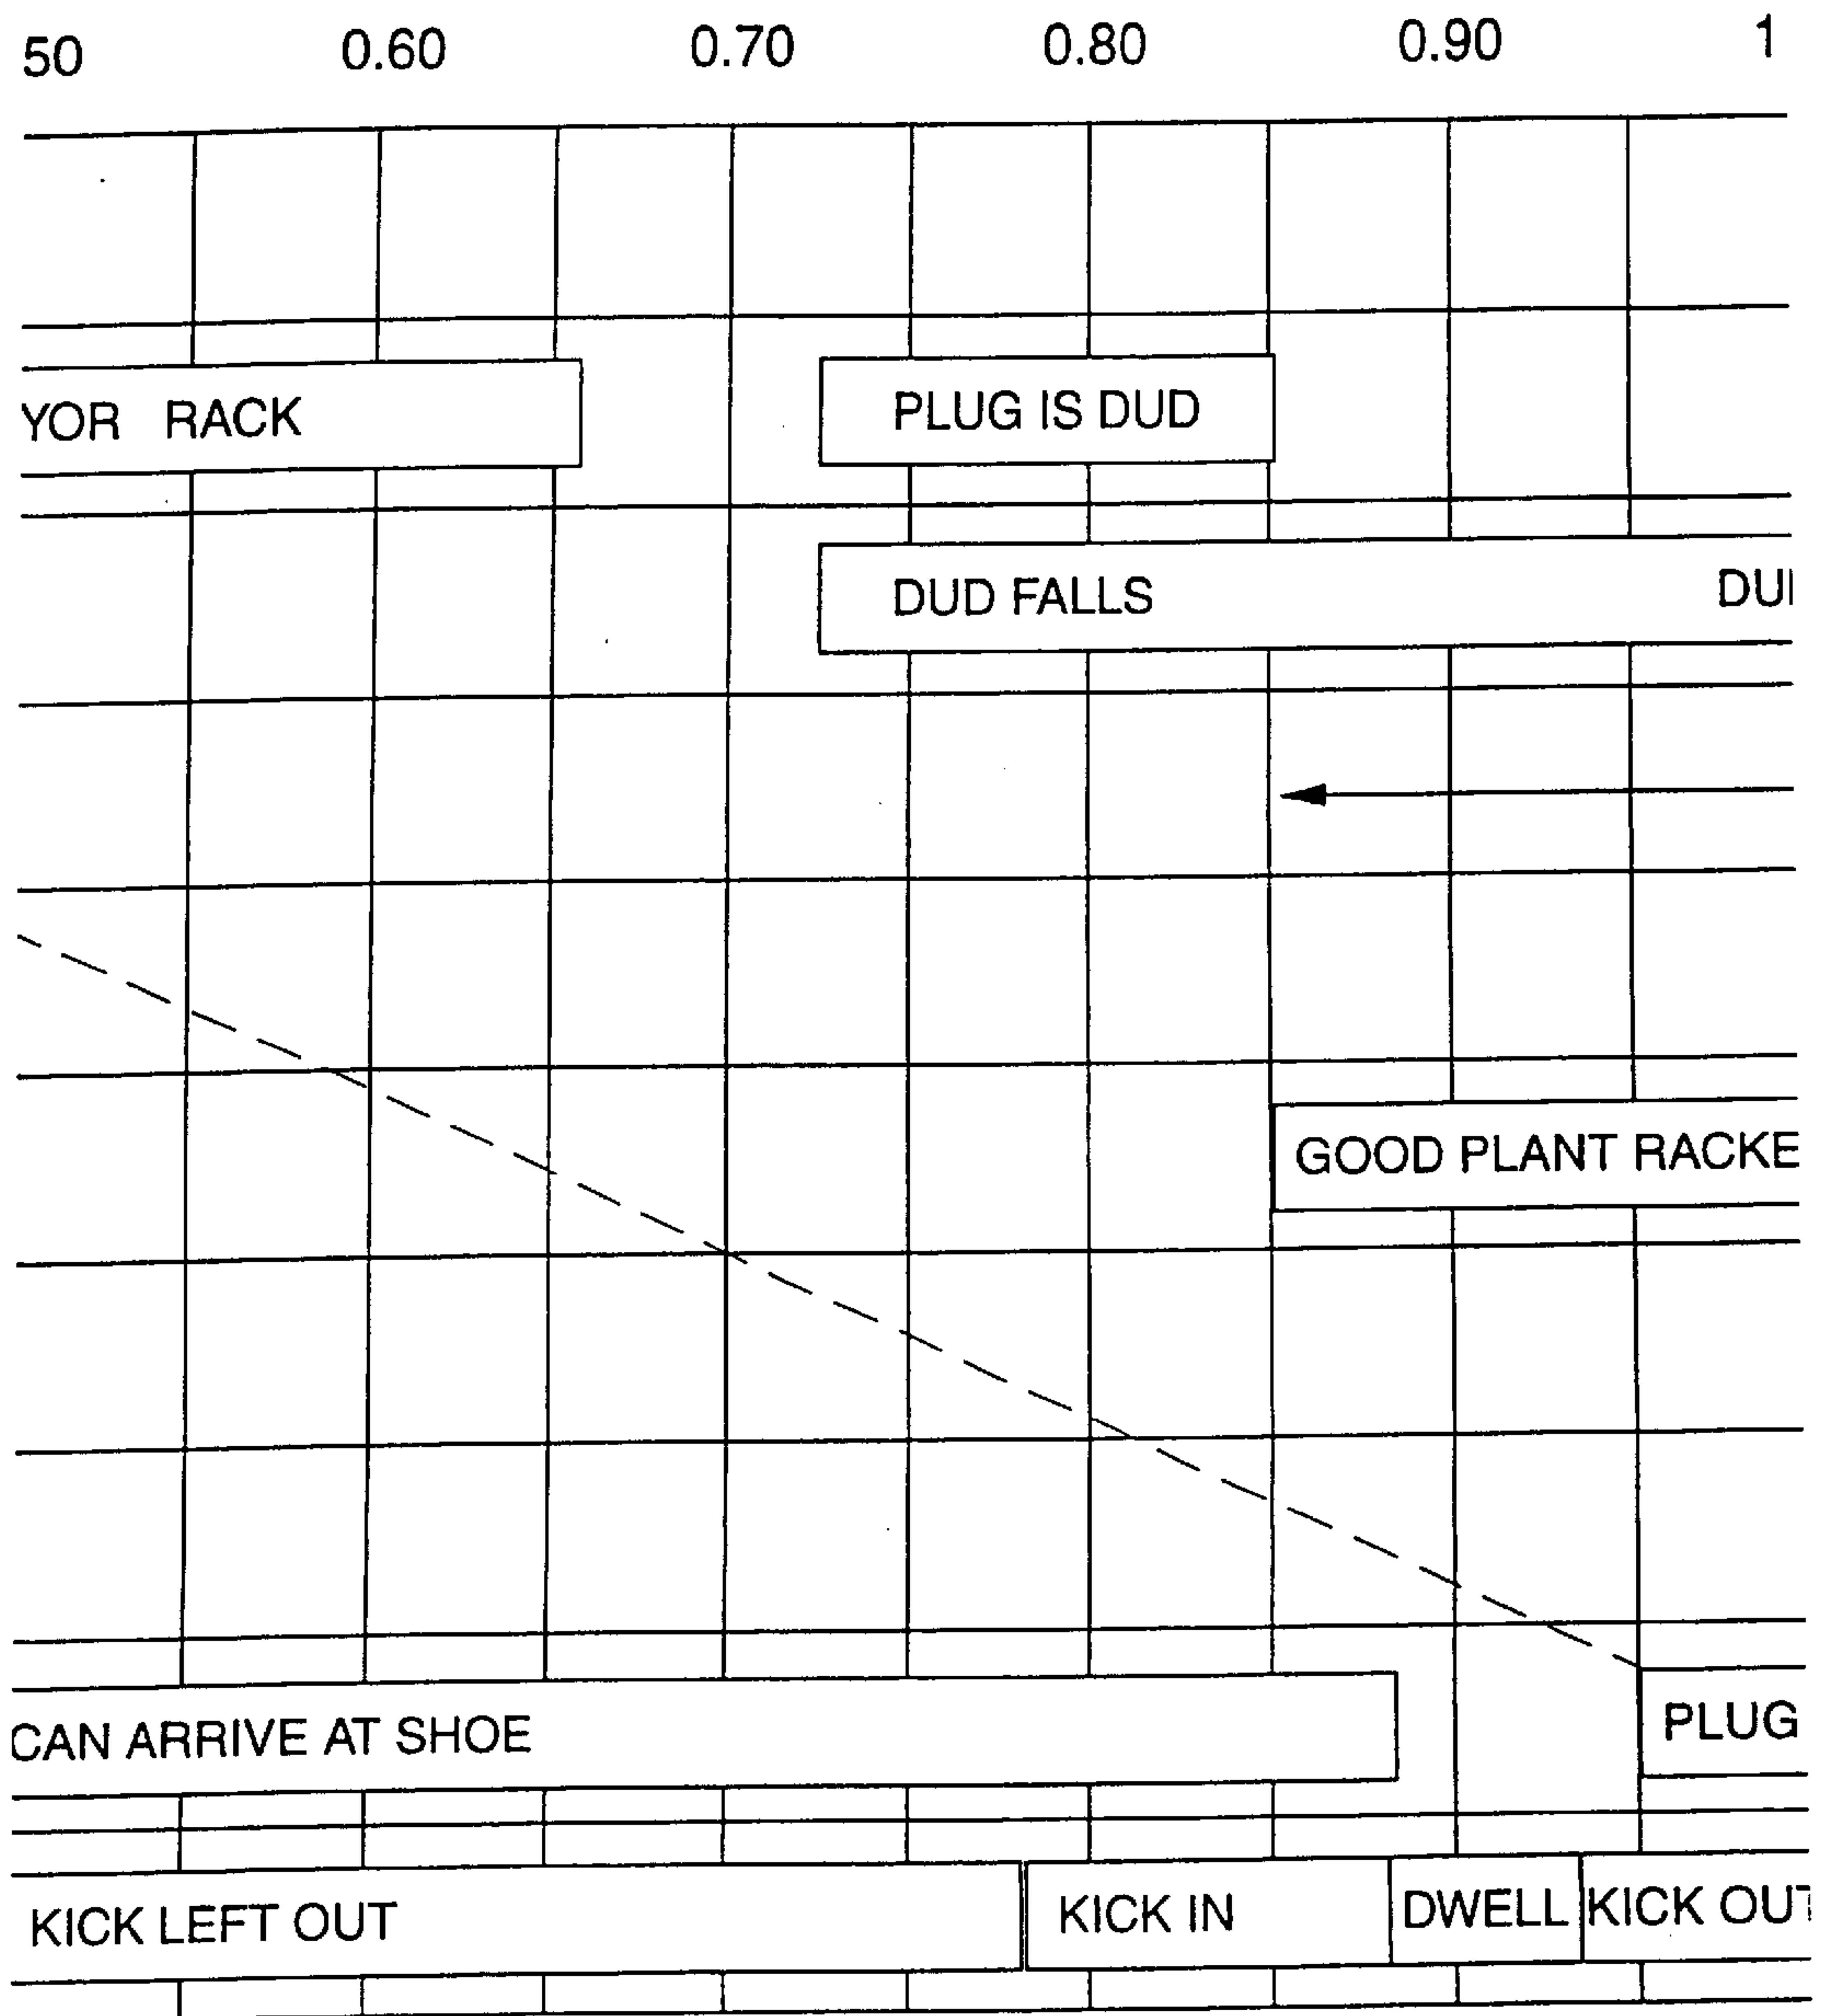 50 0.60 0.70 0.80 0.90 1
YOR RACK PLUG IS DUD
DUD FALLS DU
GOOD PLANT RACKE
CAN ARRIVE AT SHOE PLUG
KICK LEFT OUT KICK IN DWELL KICK OUT